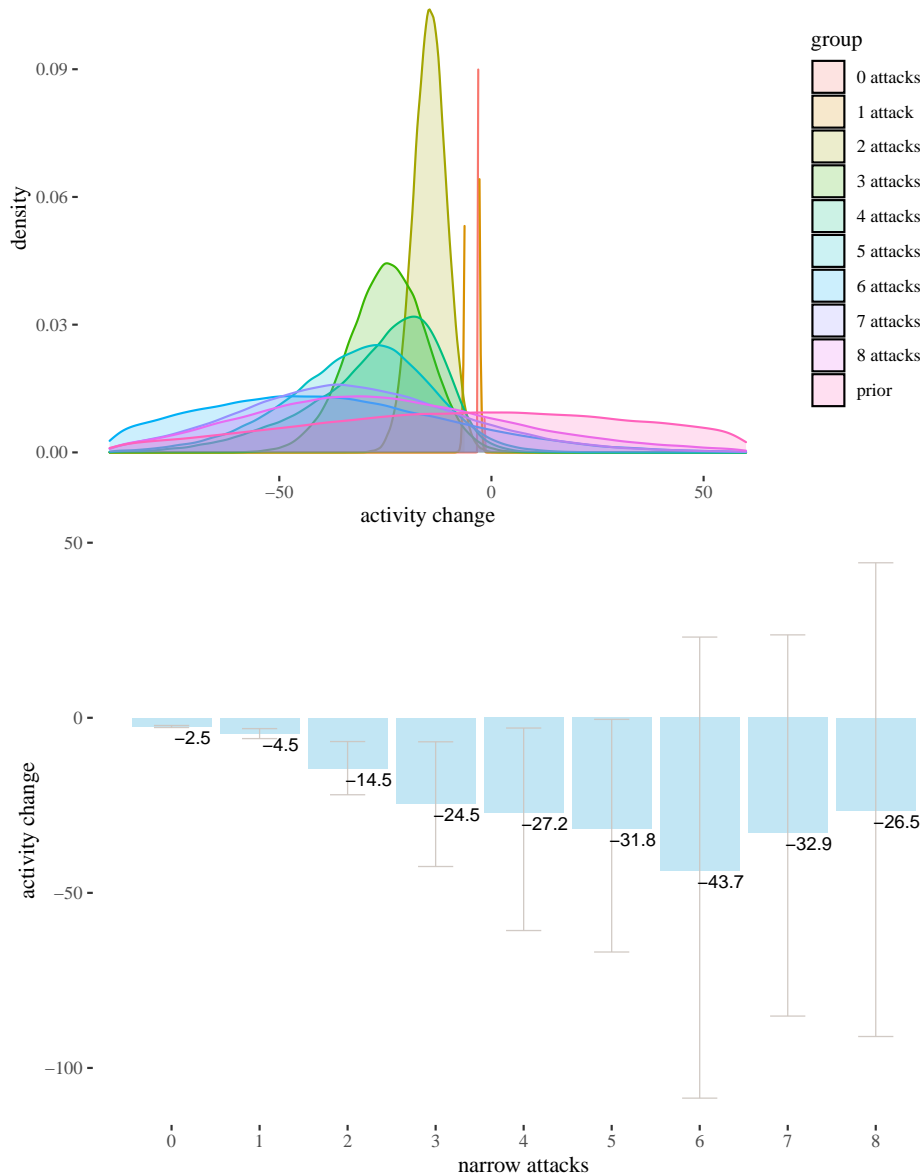 group
0 attacks
1 attack
2 attacks
3 attacks
4 attacks
5 attacks
6 attacks
7 attacks
8 attacks
prior
0.09
0.06
0.03
0.00
density
−50 0 50
activity change
50
0
−50
−100
activity change
−2.5
−4.5
−14.5
−24.5
−27.2
−31.8
−43.7
−32.9
−26.5
0 1 2 3 4 5 6 7 8
narrow attacks